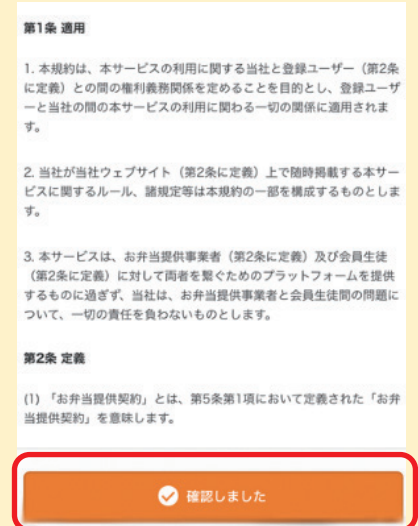 第1条 適用
1. 本規約は、本サービスの利用に関する当社と登録ユーザー（第2条
に定義）との間の権利義務関係を定めることを目的とし、登録ユーザ
ーと当社の間の本サービスの利用に関わる一切の関係に適用されま
す。
2. 当社が当社ウェブサイト（第2条に定義）上で随時掲載する本サー
ビスに関するルール、諸規定等は本規約の一部を構成するものとしま
す。
3. 本サービスは、お弁当提供事業者（第2条に定義）及び会員生徒
（第2条に定義）に対して両者を繋ぐためのプラットフォームを提供
するものに過ぎず、当社は、お弁当提供事業者と会員生徒間の問題に
ついて、一切の責任を負わないものとします。
第2条 定義
(1) 「お弁当提供契約」とは、第5条第1項において定義された「お弁
当提供契約」を意味します。
確認しました